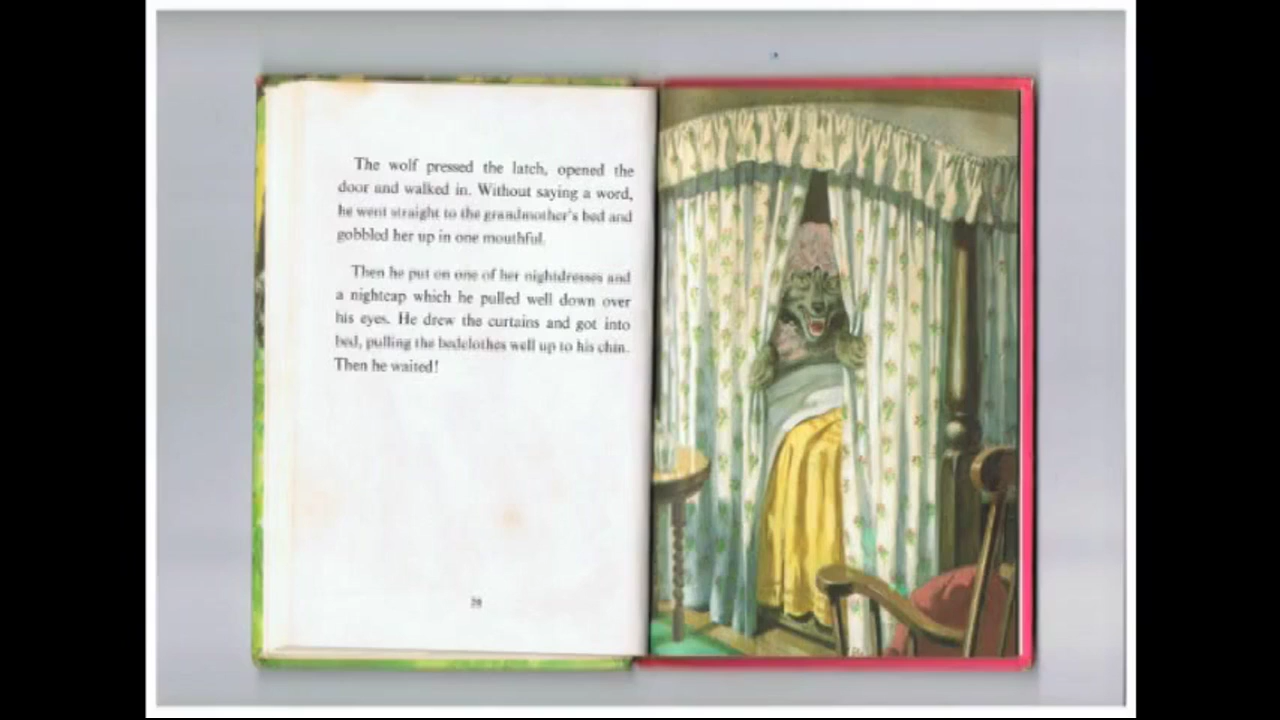 The wolf pressed the latch, opened the
door and walked in. Without saying a word,
he went straight to the grandmother's bed and
gobbled her up in one mouthful.
Then he put on one of her nightdresses and
a nightcap which he pulled well down over
his eyes. He drew the curtains and got into
bed, pulling the bedclothes well up to his chin.
Then he waited!